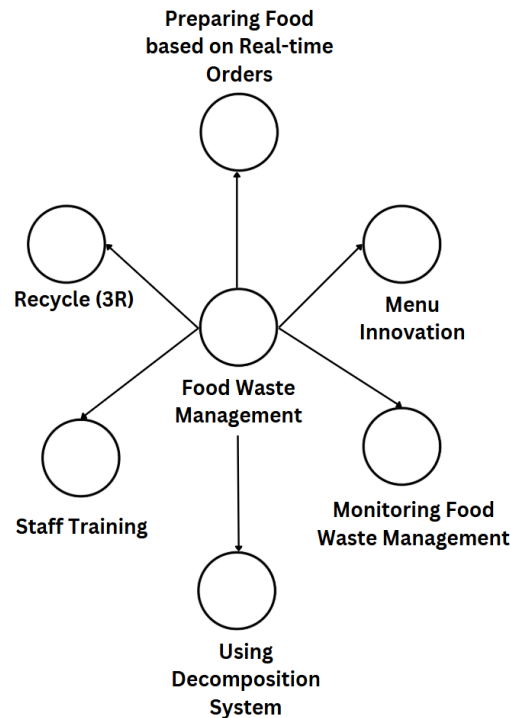 Preparing Food
based on Real-time
Orders
Recycle (3R)
Menu
Innovation
Food Waste
Management
Staff Training
Monitoring Food
Waste Management
Using
Decomposition
System